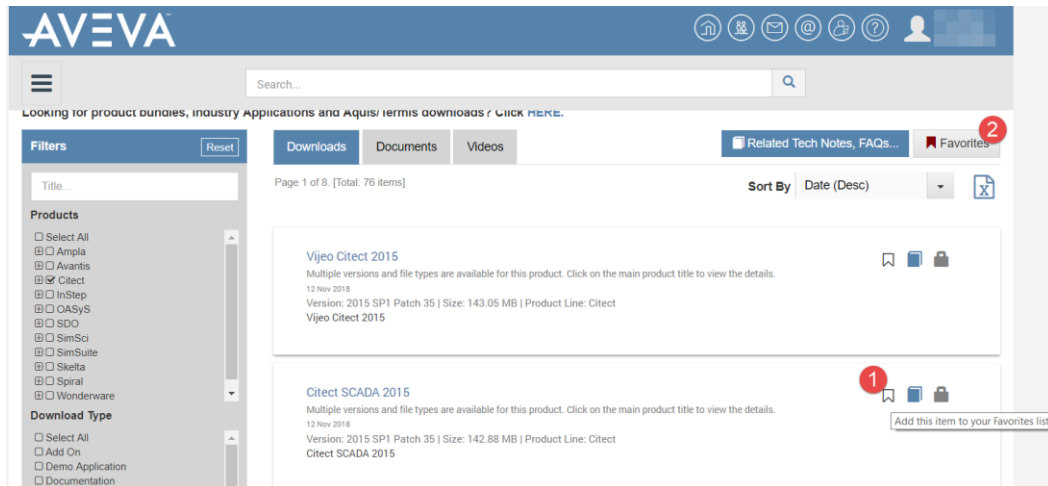 AVEVA
Search...
Looking for product bundles, Industry Applications and Aquis/Termis downloads? Click HERE.
Filters
Reset
Title...
Products
Select All
Ampla
Avantis
Citect
InStep
OASyS
SDO
SimSci
SimSuite
Skelta
Spiral
Wonderware
Download Type
Select All
Add On
Demo Application
Documentation
Downloads Documents Videos
Related Tech Notes, FAQs...
Favorites
2
Page 1 of 8. [Total: 76 items]
Sort By Date (Desc)
Vijeo Citect 2015
Multiple versions and file types are available for this product. Click on the main product title to view the details.
12 Nov 2018
Version: 2015 SP1 Patch 35 | Size: 143.05 MB | Product Line: Citect
Vijeo Citect 2015
1
Citect SCADA 2015
Multiple versions and file types are available for this product. Click on the main product title to view the details.
Add this item to your Favorites list
12 Nov 2018
Version: 2015 SP1 Patch 35 | Size: 142.88 MB | Product Line: Citect
Citect SCADA 2015